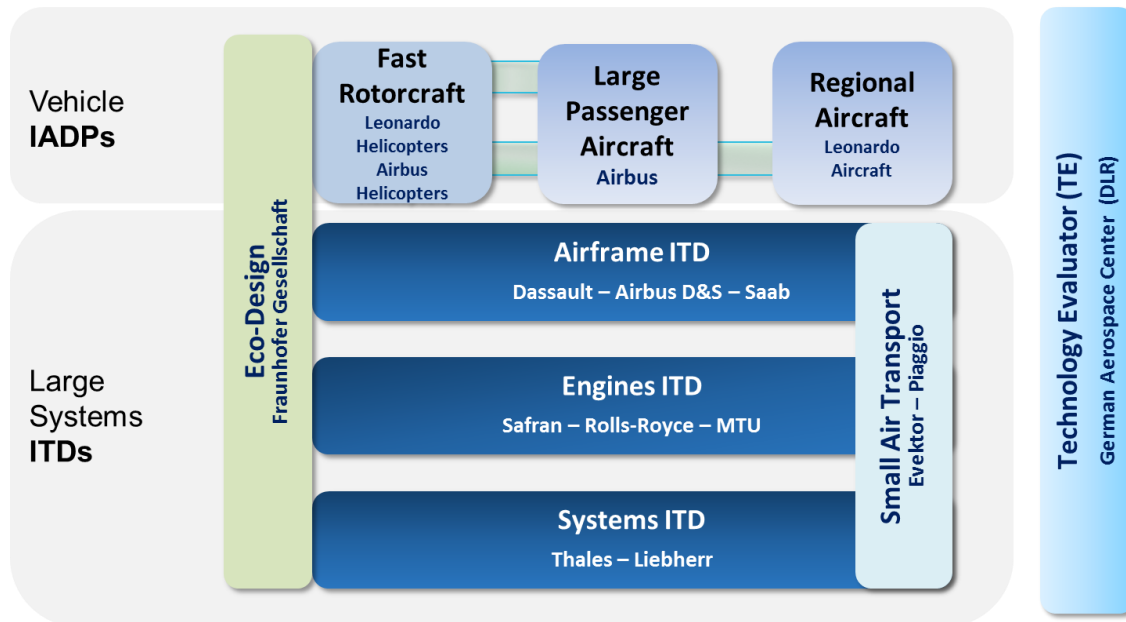 Vehicle
IADPs
Fast
Rotorcraft
Leonardo
Helicopters
Airbus
Helicopters
Large
Passenger
Aircraft
Airbus
Regional
Aircraft
Leonardo
Aircraft
Large
Systems
ITDs
Eco-Design
Fraunhofer Gesellschaft
Airframe ITD
Dassault – Airbus D&S – Saab
Engines ITD
Safran – Rolls-Royce – MTU
Systems ITD
Thales – Liebherr
Small Air Transport
Evektor – Piaggio
Technology Evaluator (TE)
German Aerospace Center (DLR)